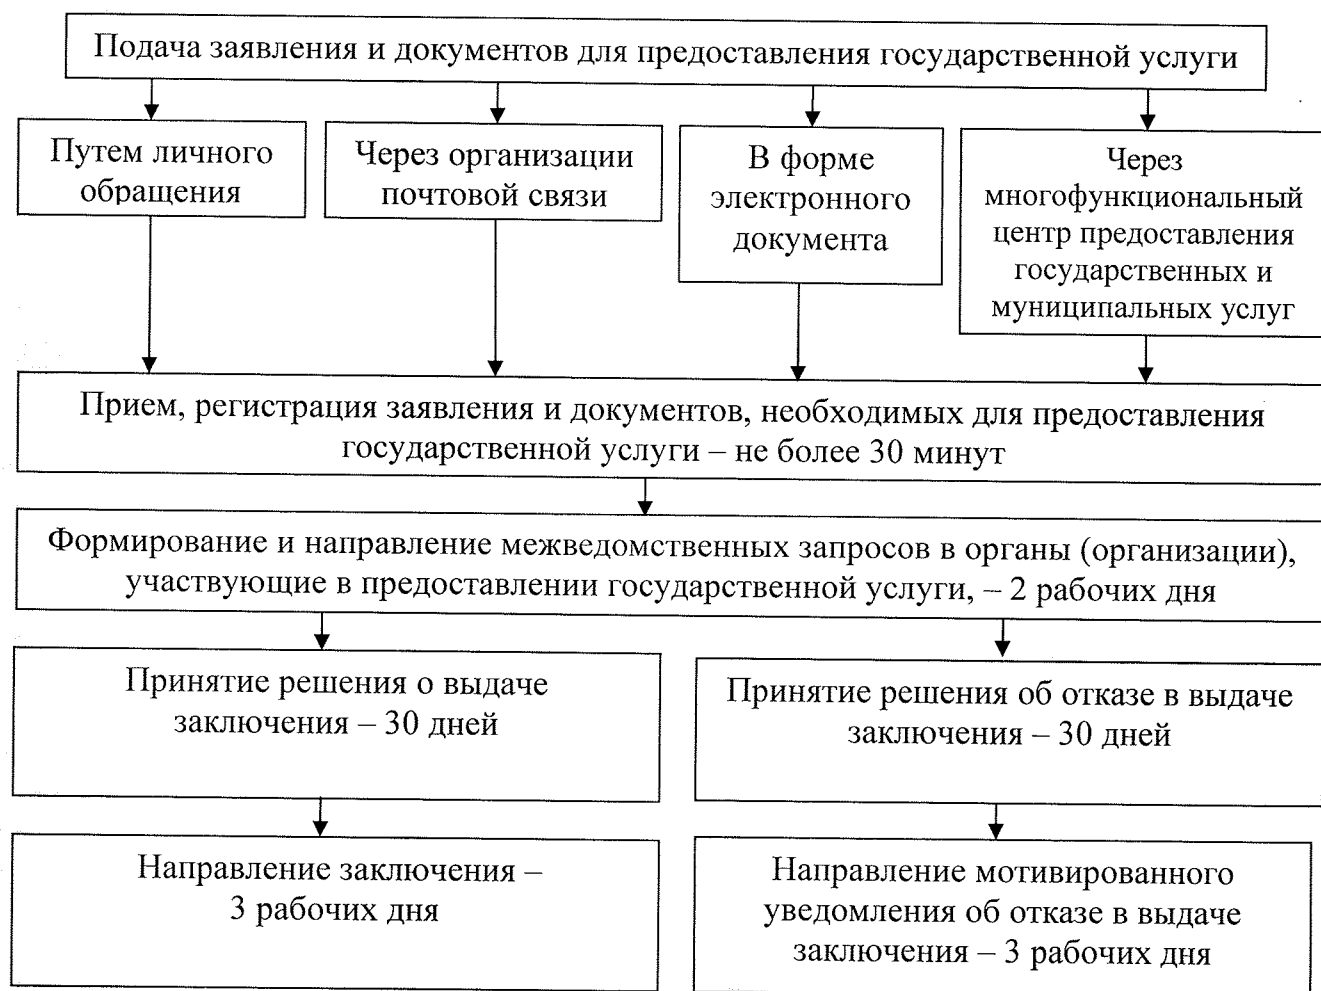 Подача заявления и документов для предоставления государственной услуги
Путем личного
обращения
Через организации
почтовой связи
В форме
электронного
документа
Через
многофункциональный
центр предоставления
государственных и
муниципальных услуг
Прием, регистрация заявления и документов, необходимых для предоставления
государственной услуги – не более 30 минут
Формирование и направление межведомственных запросов в органы (организации),
участвующие в предоставлении государственной услуги, – 2 рабочих дня
Принятие решения о выдаче
заключения – 30 дней
Принятие решения об отказе в выдаче
заключения – 30 дней
Направление заключения –
3 рабочих дня
Направление мотивированного
уведомления об отказе в выдаче
заключения – 3 рабочих дня